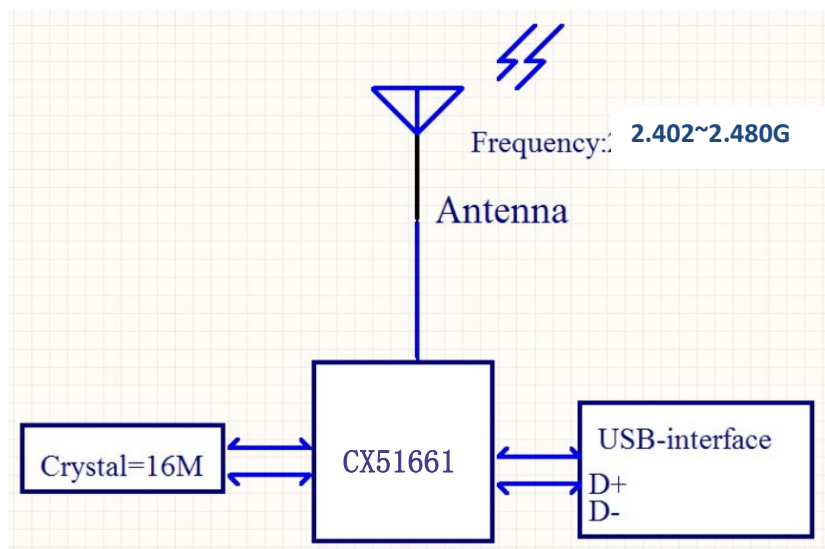 Frequency: 2.402~2.480G
Antenna
Crystal=16M
CX51661
USB-interface
D+
D-